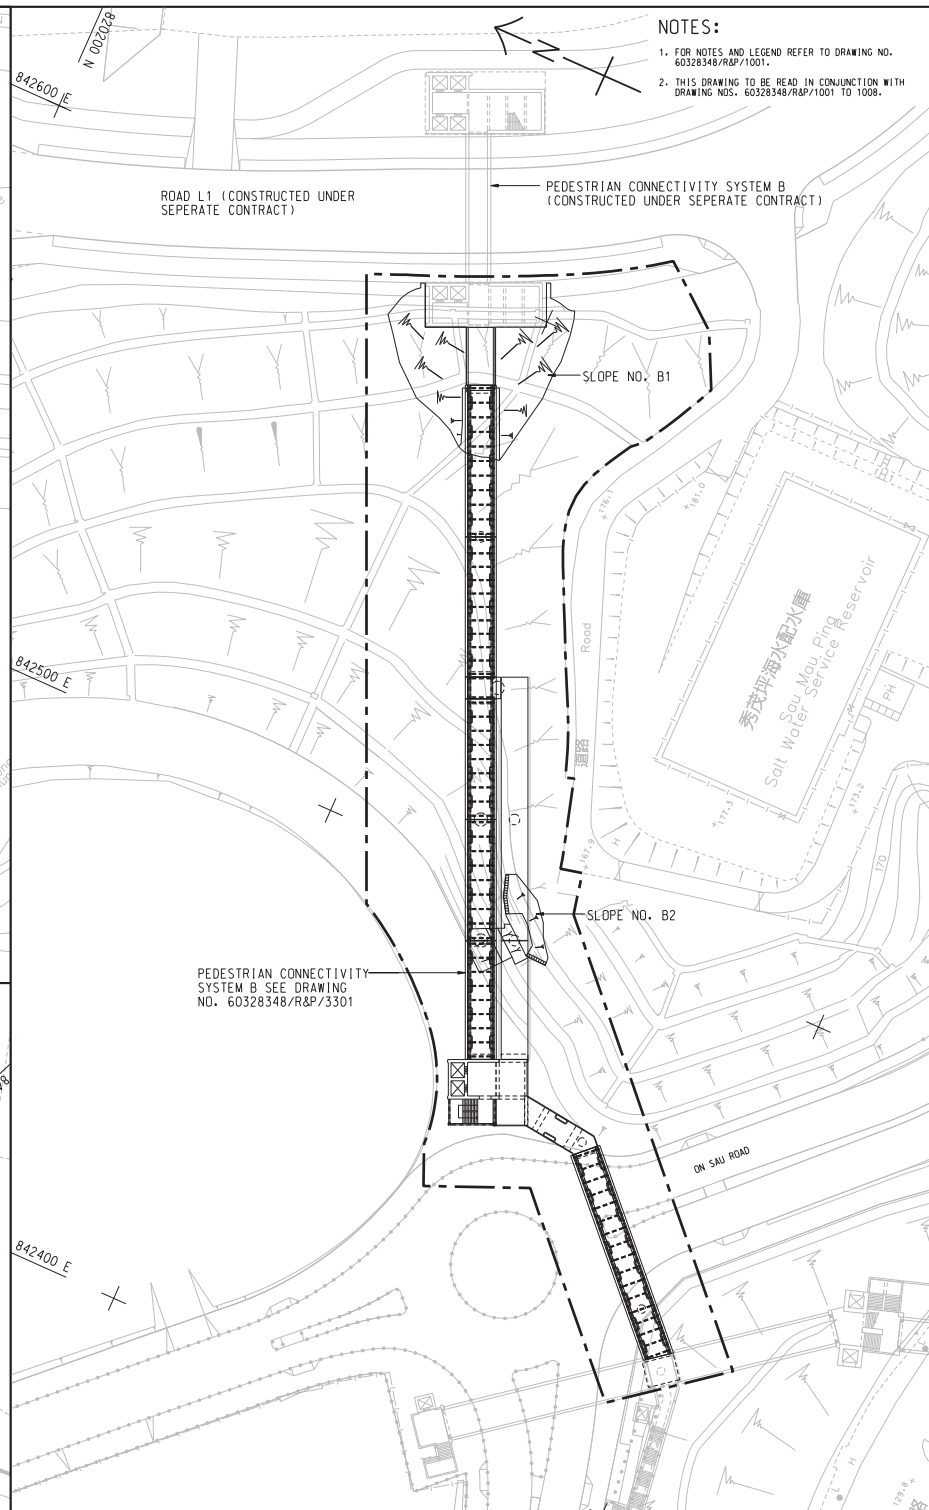 NOTES:
1. FOR NOTES AND LEGEND REFER TO DRAWING NO.
60328348/R&P/1001.
2. THIS DRAWING TO BE READ IN CONJUNCTION WITH
DRAWING NOS. 60328348/R&P/1001 TO 1008.
820200 N
842600 E
N
ROAD L1 (CONSTRUCTED UNDER
SEPERATE CONTRACT)
PEDESTRIAN CONNECTIVITY SYSTEM B
(CONSTRUCTED UNDER SEPERATE CONTRACT)
SLOPE NO. B1
+176.1
+181.0
Road
道路
秀茂坪海水配水庫
Sau Mau Ping
Salt Water Service Reservoir
PH
842500 E
+177.3
+173.2
+167.9
H
170
SLOPE NO. B2
PEDESTRIAN CONNECTIVITY
SYSTEM B SEE DRAWING
NO. 60328348/R&P/3301
ON SAU ROAD
842400 E
H
129.8+